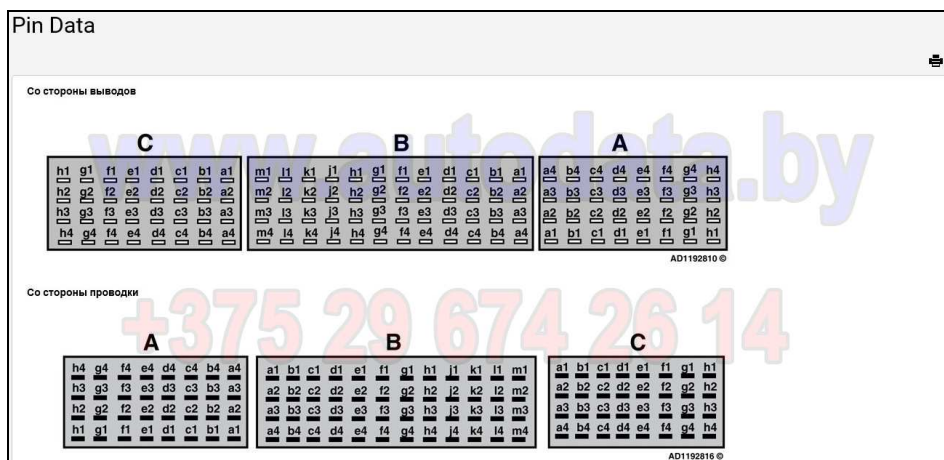 Pin Data
Со стороны выводов
www.autodata.by
C B A
h1 g1 f1 e1 d1 c1 b1 a1 m1 l1 k1 j1 h1 g1 f1 e1 d1 c1 b1 a1 a4 b4 c4 d4 e4 f4 g4 h4
h2 g2 f2 e2 d2 c2 b2 a2 m2 l2 k2 j2 h2 g2 f2 e2 d2 c2 b2 a2 a3 b3 c3 d3 e3 f3 g3 h3
h3 g3 f3 e3 d3 c3 b3 a3 m3 l3 k3 j3 h3 g3 f3 e3 d3 c3 b3 a3 a2 b2 c2 d2 e2 f2 g2 h2
h4 g4 f4 e4 d4 c4 b4 a4 m4 l4 k4 j4 h4 g4 f4 e4 d4 c4 b4 a4 a1 b1 c1 d1 e1 f1 g1 h1
AD1192810 ©
Со стороны проводки
+375 29 674 26 14
A B C
h4 g4 f4 e4 d4 c4 b4 a4 a1 b1 c1 d1 e1 f1 g1 h1 j1 k1 l1 m1 a1 b1 c1 d1 e1 f1 g1 h1
h3 g3 f3 e3 d3 c3 b3 a3 a2 b2 c2 d2 e2 f2 g2 h2 j2 k2 l2 m2 a2 b2 c2 d2 e2 f2 g2 h2
h2 g2 f2 e2 d2 c2 b2 a2 a3 b3 c3 d3 e3 f3 g3 h3 j3 k3 l3 m3 a3 b3 c3 d3 e3 f3 g3 h3
h1 g1 f1 e1 d1 c1 b1 a1 a4 b4 c4 d4 e4 f4 g4 h4 j4 k4 l4 m4 a4 b4 c4 d4 e4 f4 g4 h4
AD1192816 ©